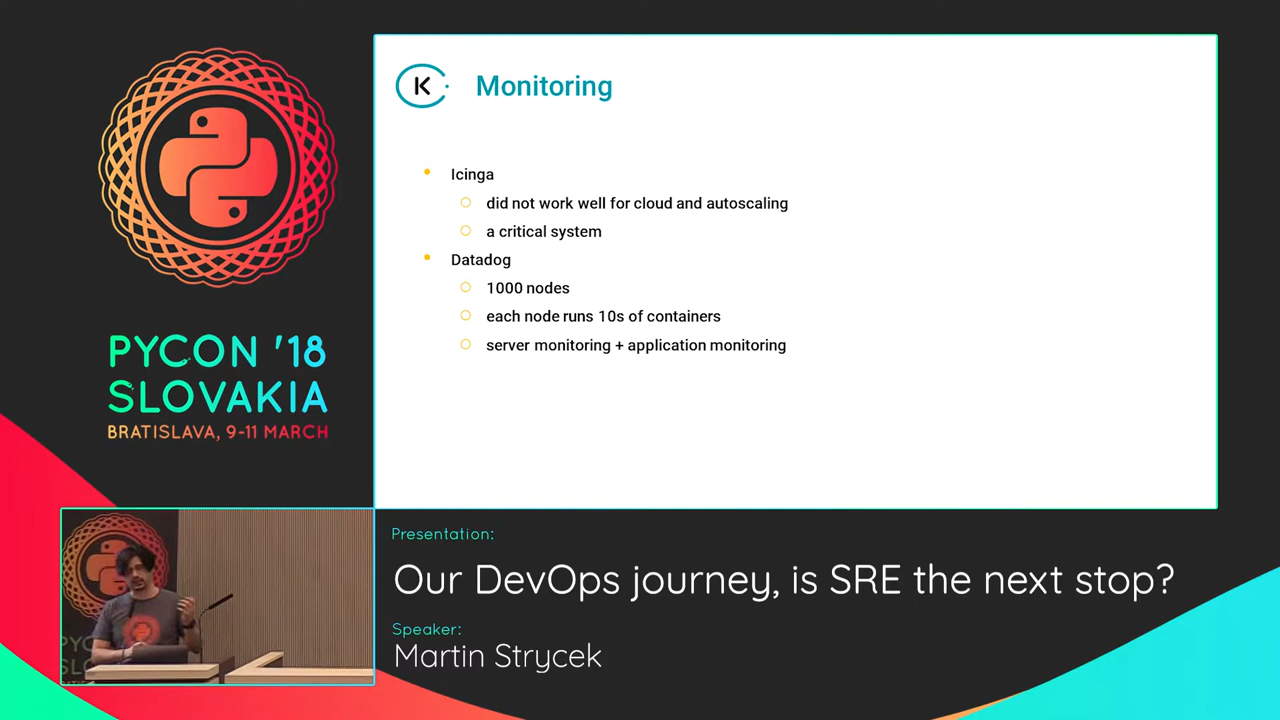 PYCON '18
SLOVAKIA
BRATISLAVA, 9-11 MARCH
K
Monitoring
Icinga
did not work well for cloud and autoscaling
a critical system
Datadog
1000 nodes
each node runs 10s of containers
server monitoring + application monitoring
Presentation:
Our DevOps journey, is SRE the next stop?
Speaker:
Martin Strycek